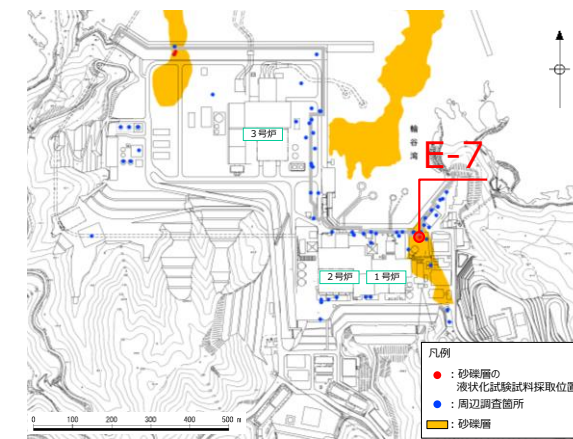 3号炉
輪谷湾
E-7
2号炉
1号炉
凡例
：砂礫層の
液状化試験試料採取位置
：周辺調査箇所
：砂礫層
0 100 200 300 400 500 m